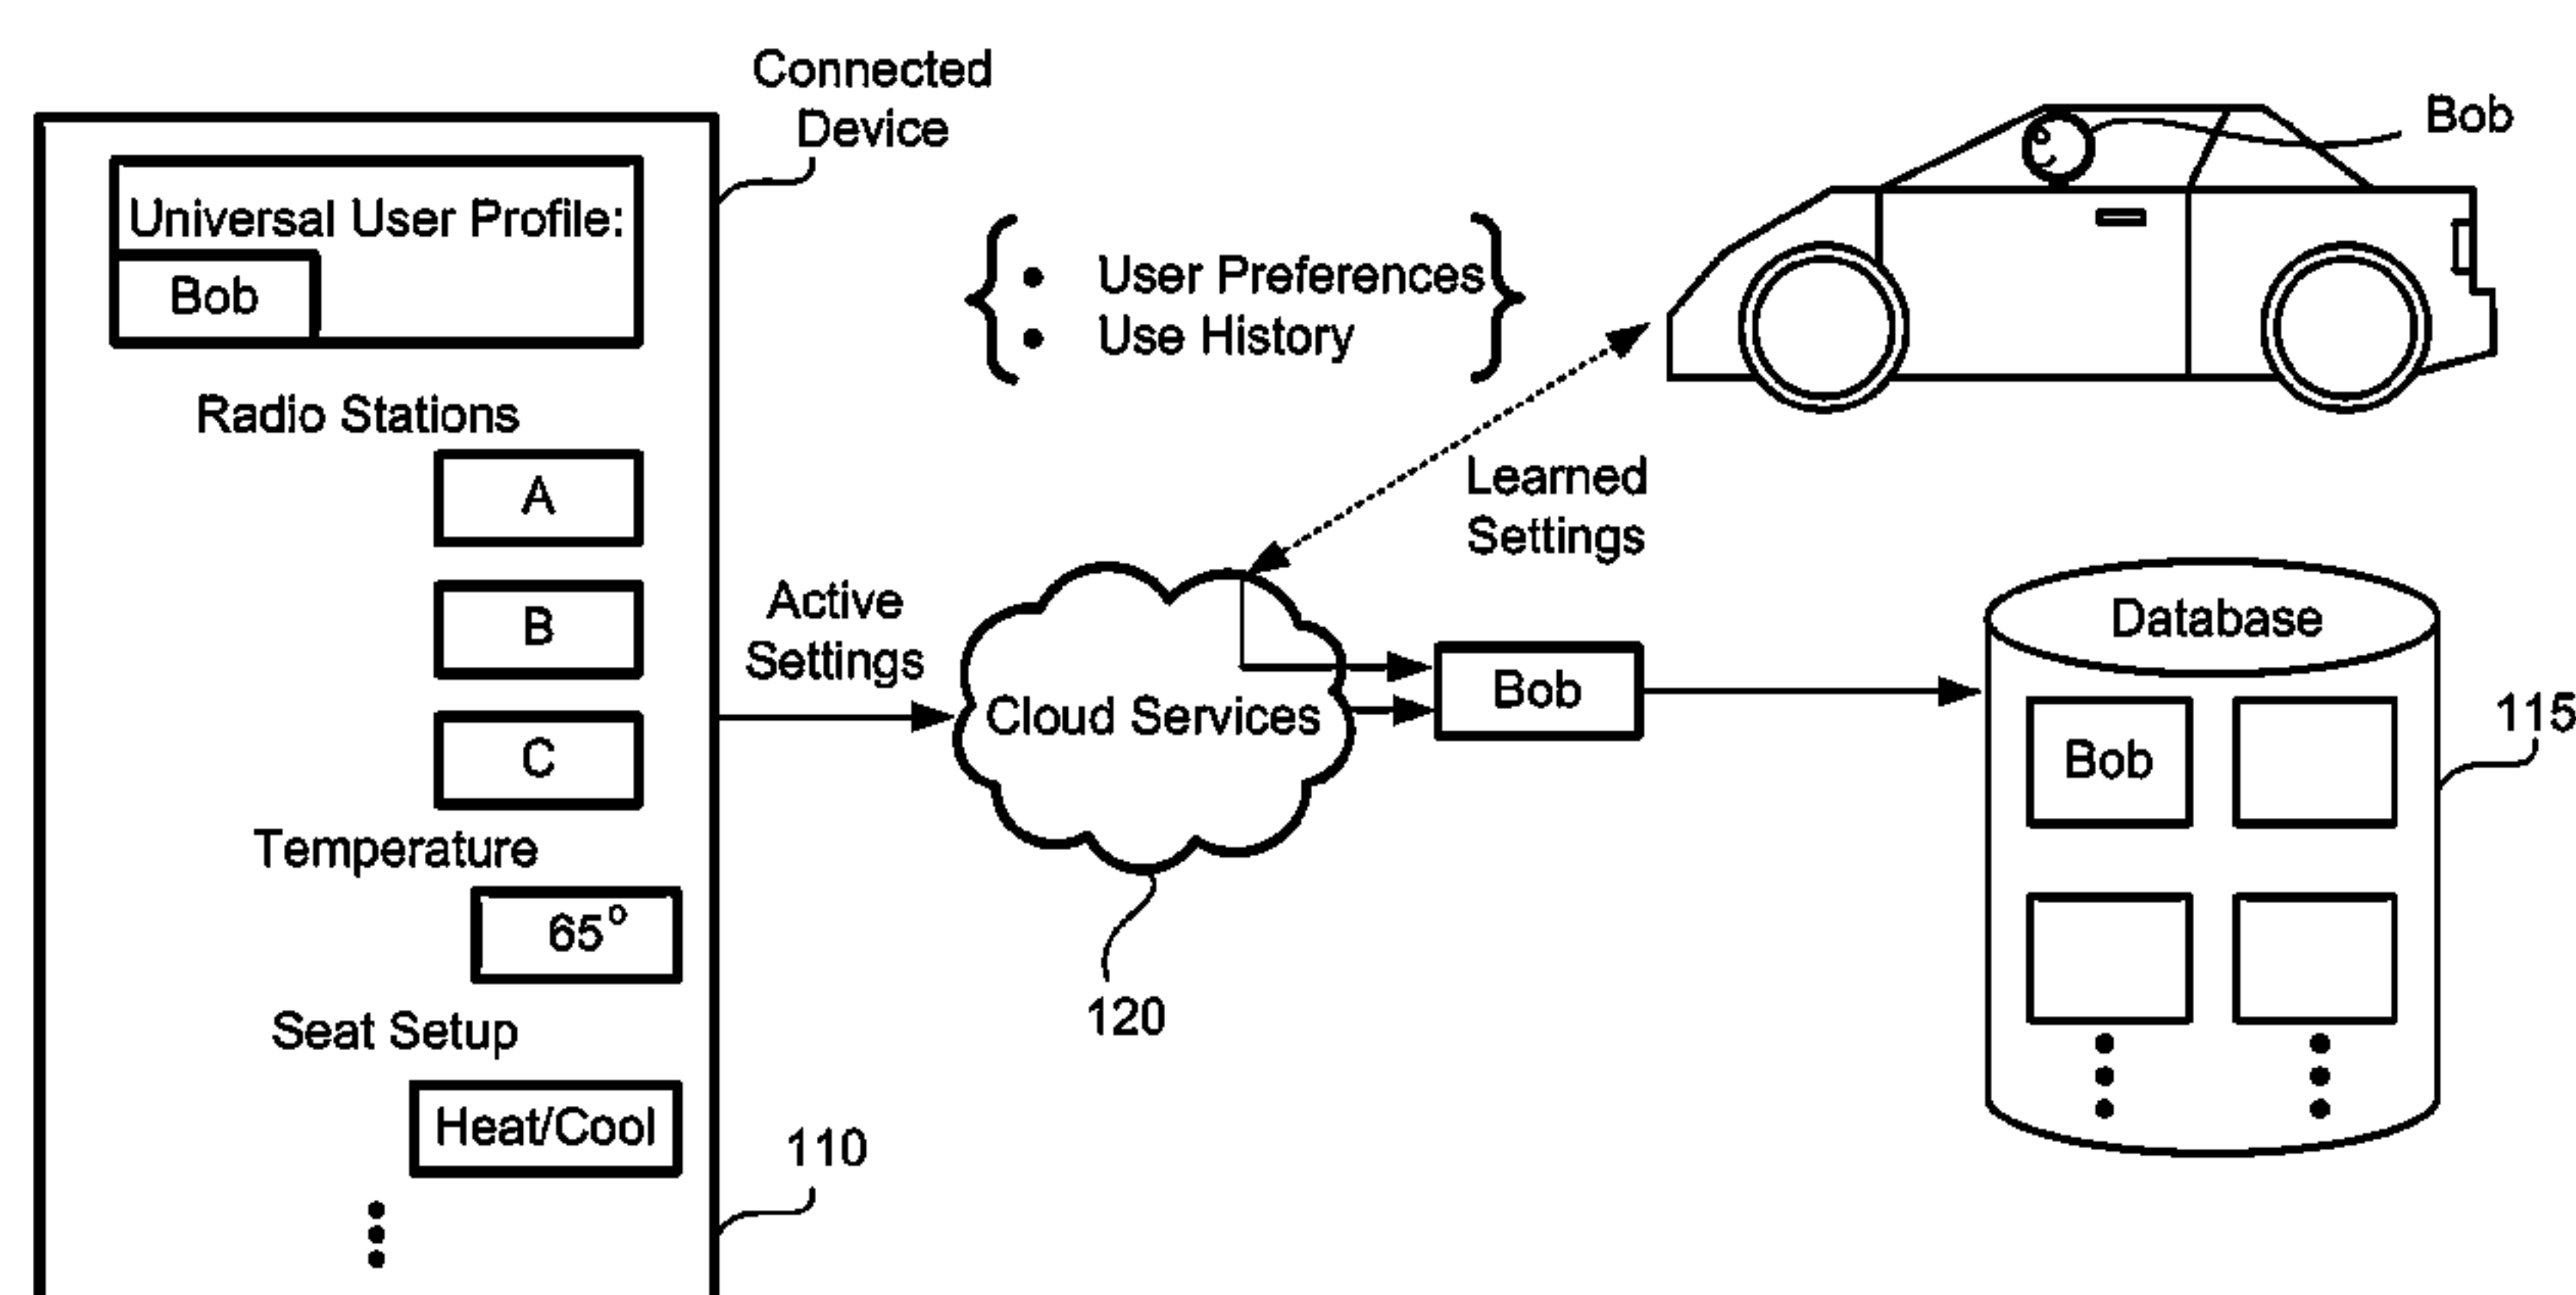 Connected
Device
Universal User Profile:
Bob
Radio Stations
A
B
C
Temperature
65°
Seat Setup
Heat/Cool
110
Active
Settings
• User Preferences
• Use History
Learned
Settings
Cloud Services
120
Bob
Bob
Database
Bob
115